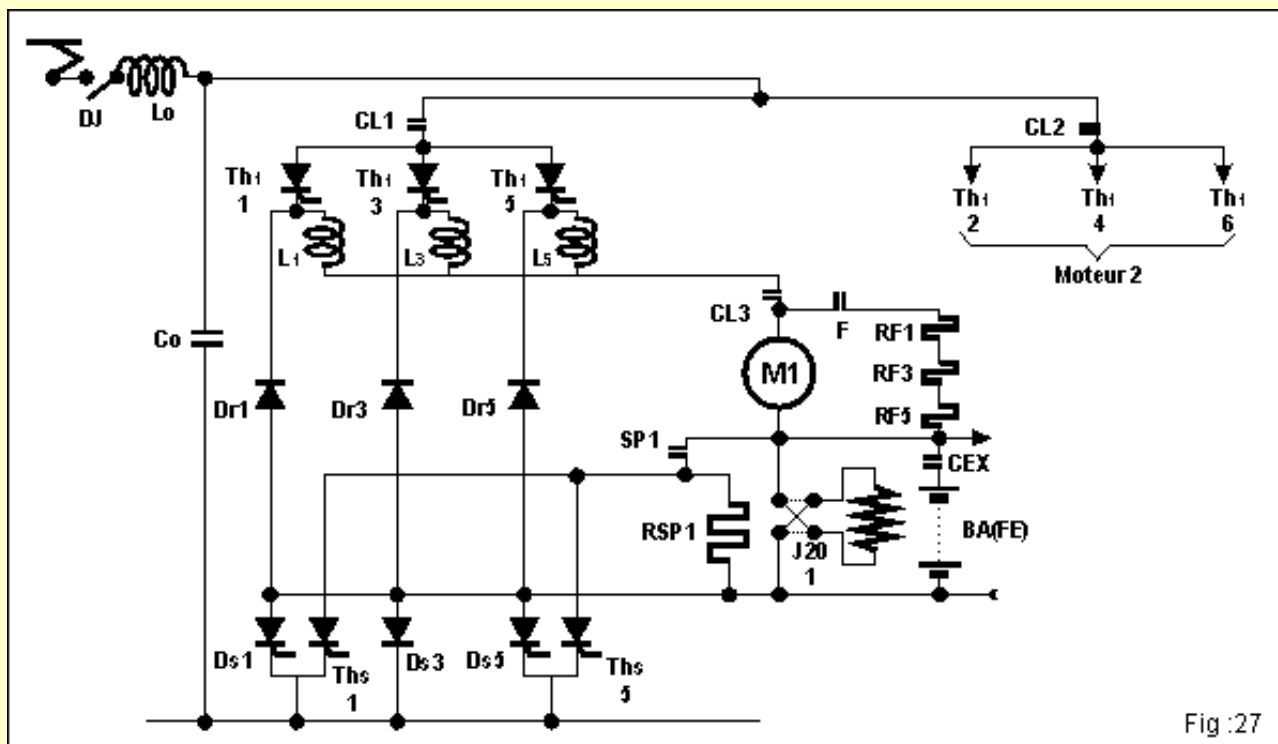 DJ
Lo
CL1
CL2
Th1
1
Th1
3
Th1
5
Th1
2
Th1
4
Th1
6
Moteur 2
L1
L3
L5
Co
CL3
F
RF1
RF3
RF5
M1
Dr1
Dr3
Dr5
SP1
CEX
RSP1
J20
1
BA(FE)
Ds1
Ths
1
Ds3
Ds5
Ths
5
Fig :27